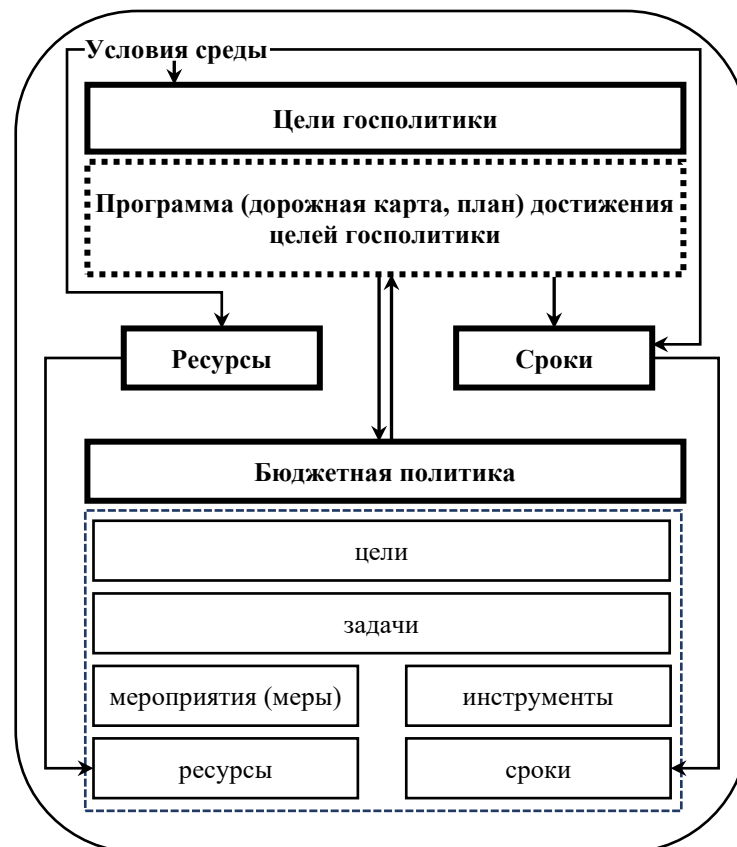 Условия среды
Цели госполитики
Программа (дорожная карта, план) достижения
целей госполитики
Ресурсы
Сроки
Бюджетная политика
цели
задачи
мероприятия (меры)
инструменты
ресурсы
сроки